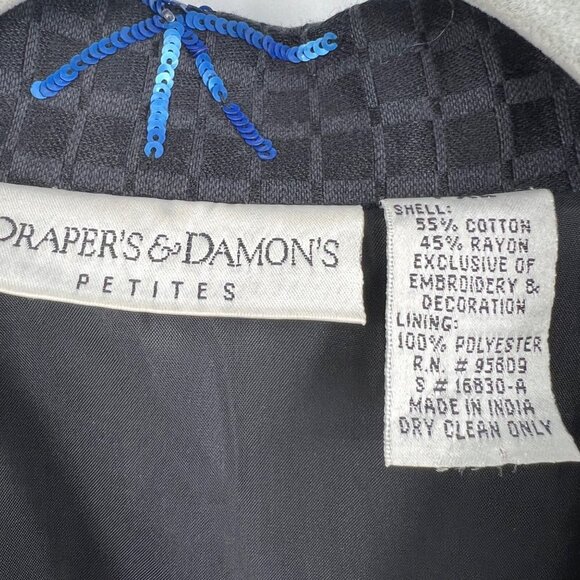 DRAPER'S & DAMON'S
PETITES
SHELL:
55% COTTON
45% RAYON
EXCLUSIVE OF
EMBROIDERY &
DECORATION
LINING:
100% POLYESTER
R.N. # 95809
S # 16830-A
MADE IN INDIA
DRY CLEAN ONLY